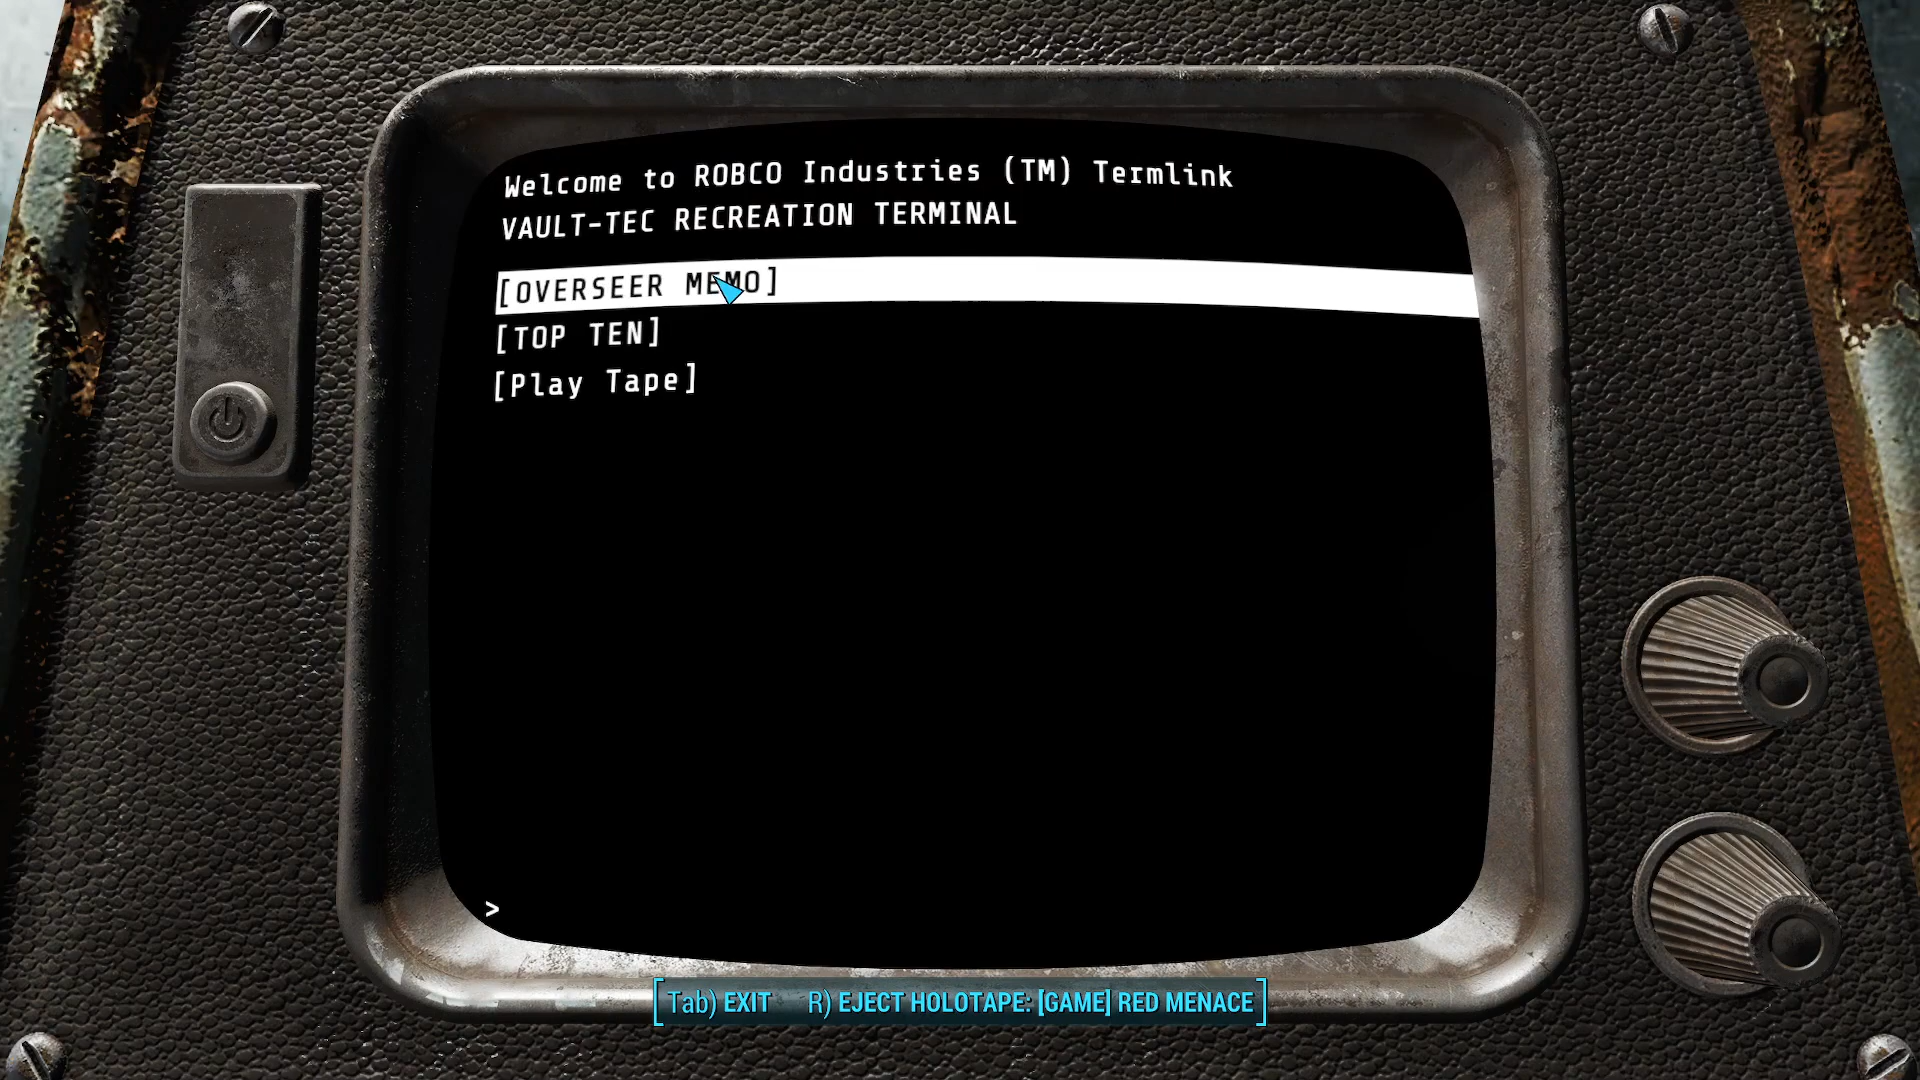 Welcome to ROBCO Industries (TM) Termlink
VAULT-TEC RECREATION TERMINAL
[OVERSEER MEMO]
[TOP TEN]
[Play Tape]
>
Tab) EXIT R) EJECT HOLOTAPE: [GAME] RED MENACE